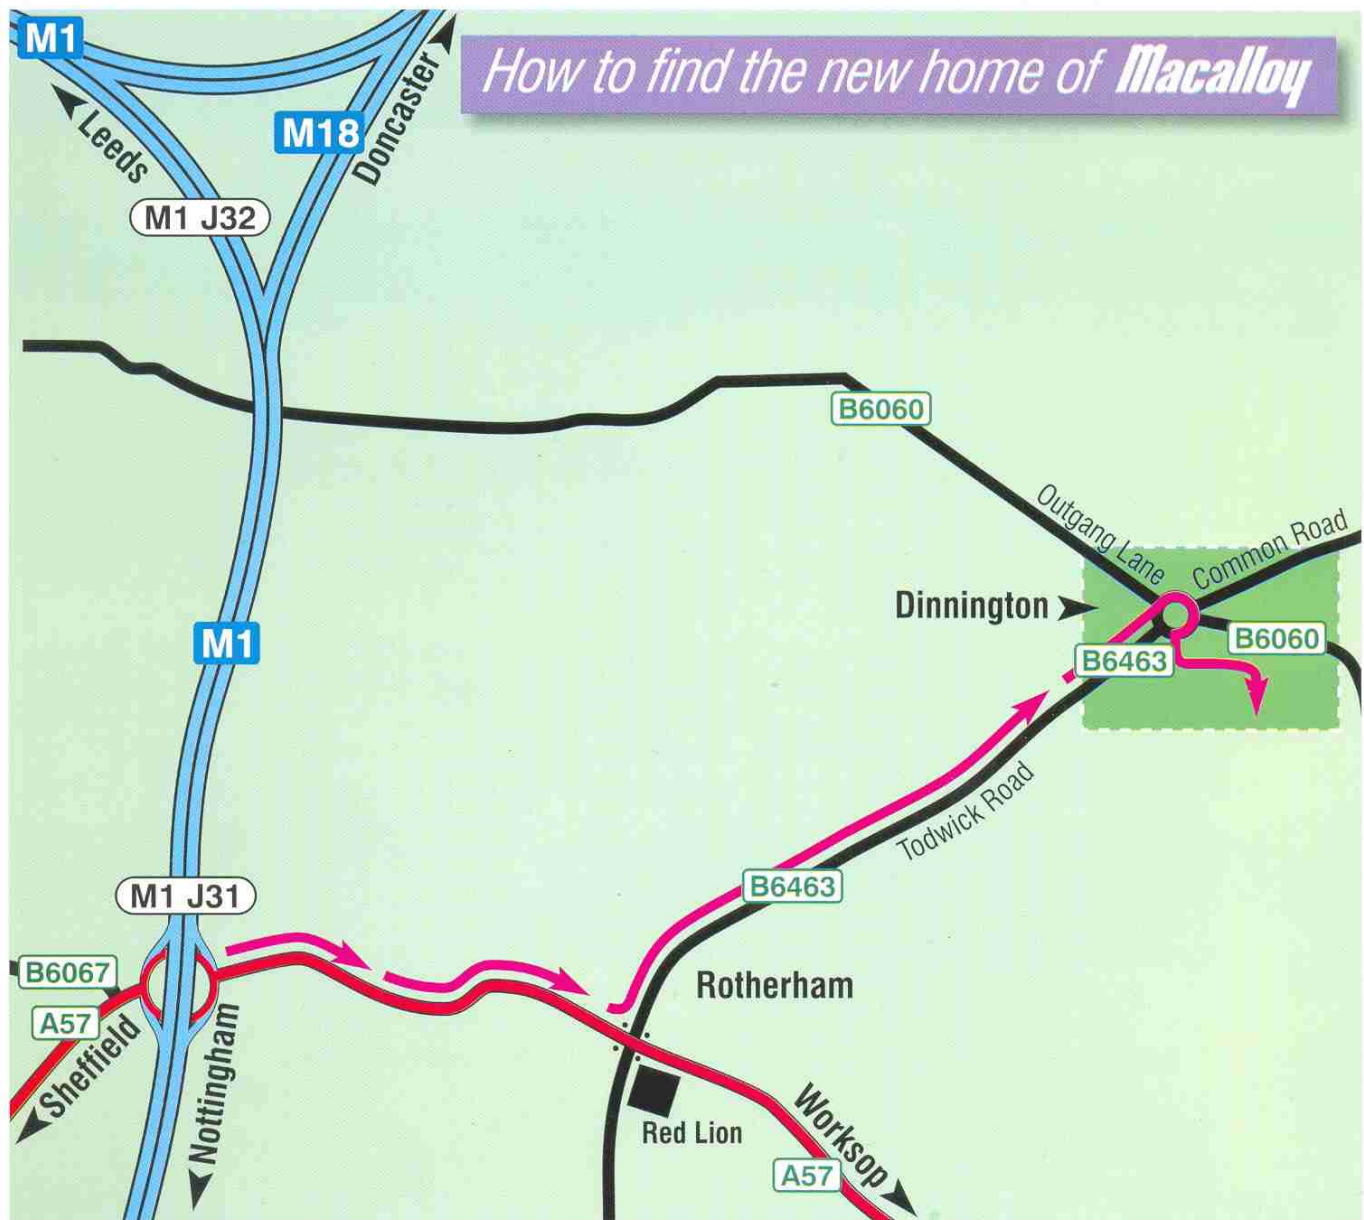 M1
How to find the new home of Macalloy
M18
Doncaster
Leeds
M1 J32
B6060
Outgang Lane
Common Road
Dinnington
B6060
M1
B6463
Todwick Road
B6463
M1 J31
B6067
Rotherham
A57
Sheffield
Nottingham
Red Lion
Worksop
A57